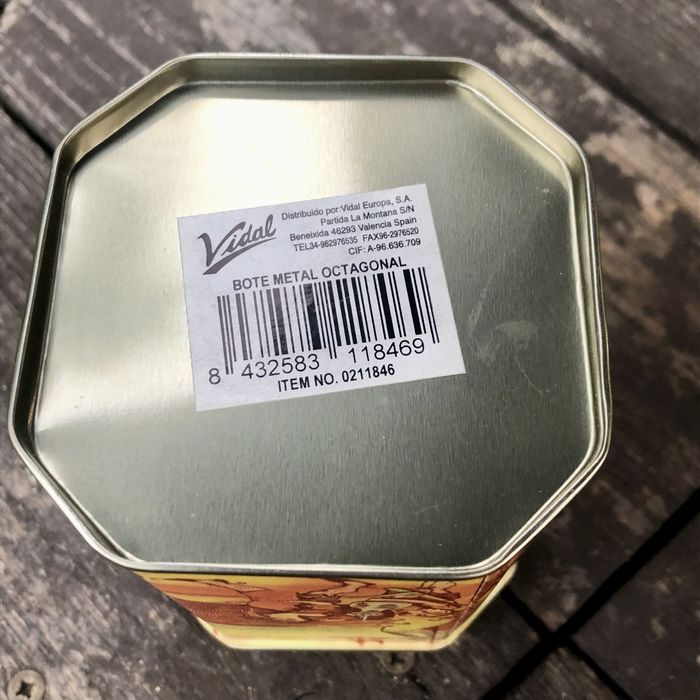 Vidal
Distribuido por:Vidal Europa, S.A.
Partida La Montana S/N
Beneixida 46293 Valencia Spain
TEL34-962976535 FAX96-2976520
CIF: A-96.636.709
BOTE METAL OCTAGONAL
8 432583 118469
ITEM NO. 0211846